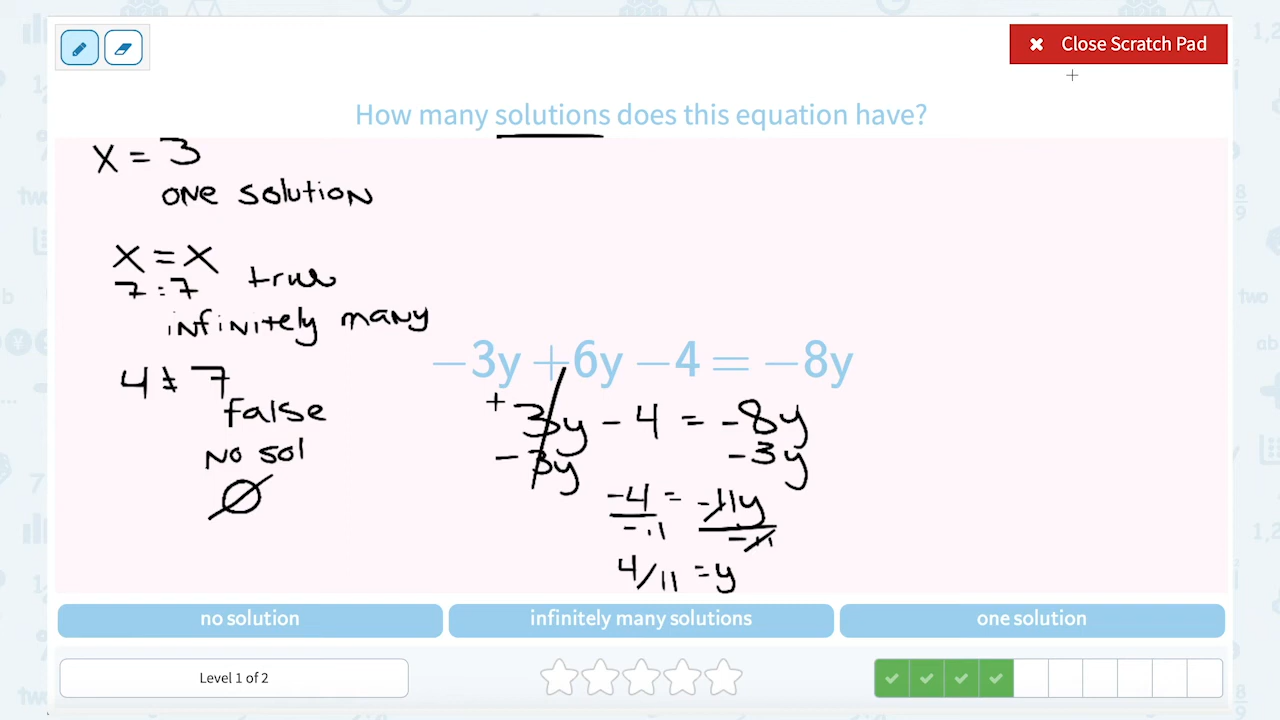 Close Scratch Pad
How many solutions does this equation have?
x = 3
one solution
x = x
7 = 7 true
infinitely many
4 ≠ 7
false
no sol
∅
−3y +6y −4 = −8y
+3y − 4 = −8y
−3y −3y
−4 = −11y
−11 −11
4/11 = y
no solution
infinitely many solutions
one solution
Level 1 of 2